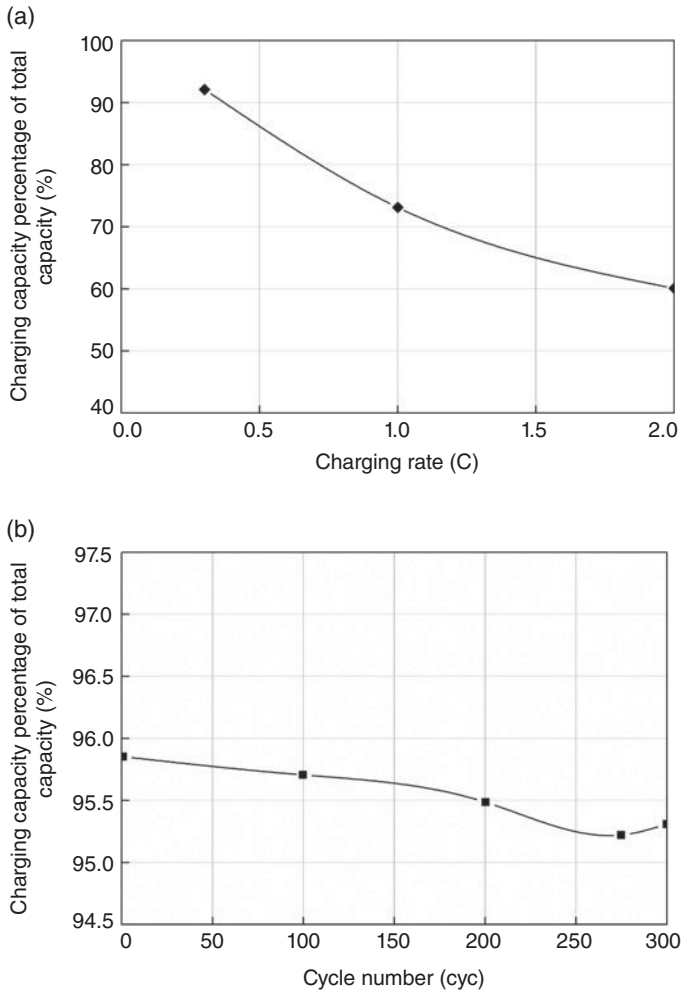 (a)
Charging capacity percentage of total
capacity (%)
100
90
80
70
60
50
40
0.0 0.5 1.0 1.5 2.0
Charging rate (C)
(b)
Charging capacity percentage of total
capacity (%)
97.5
97.0
96.5
96.0
95.5
95.0
94.5
0 50 100 150 200 250 300
Cycle number (cyc)